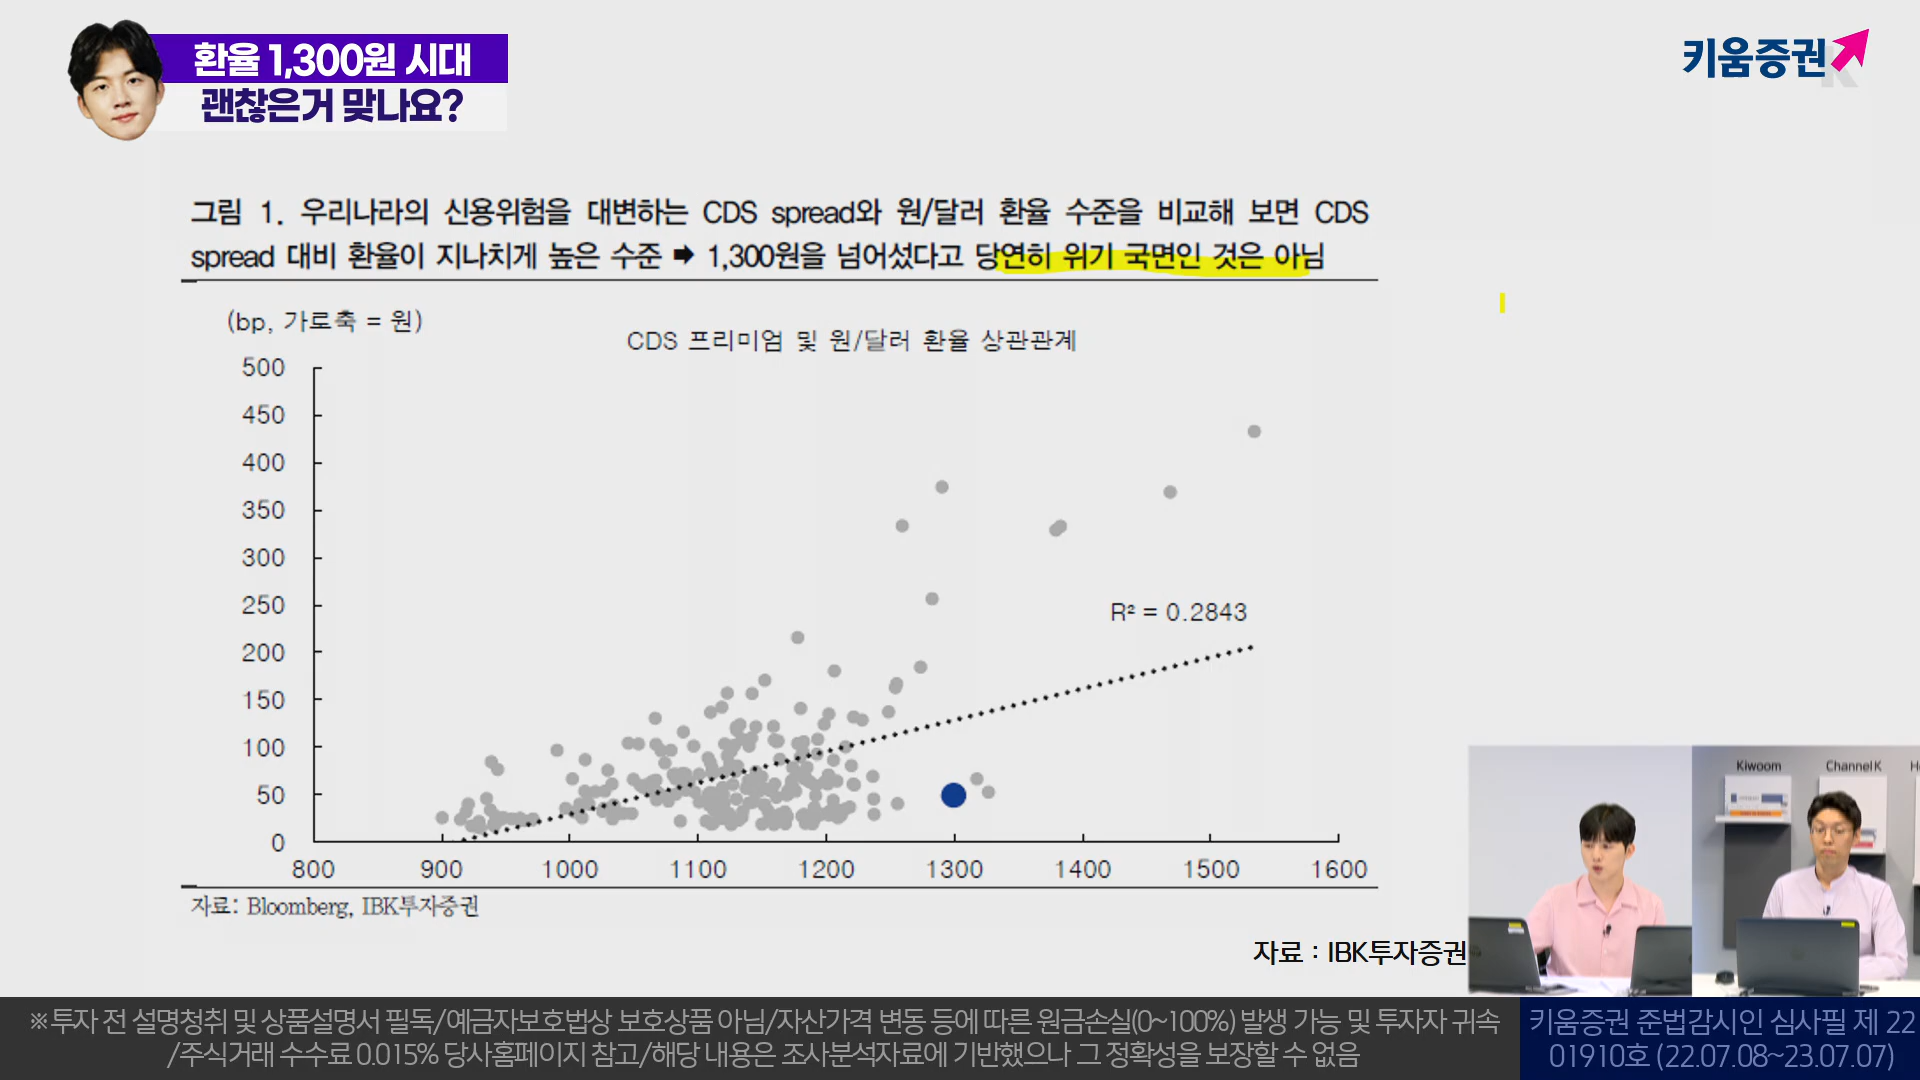 환율 1,300원 시대
괜찮은거 맞나요?
키움증권
그림 1. 우리나라의 신용위험을 대변하는 CDS spread와 원/달러 환율 수준을 비교해 보면 CDS
spread 대비 환율이 지나치게 높은 수준 ➡ 1,300원을 넘어섰다고 당연히 위기 국면인 것은 아님
(bp, 가로축 = 원)
CDS 프리미엄 및 원/달러 환율 상관관계
500
450
400
350
300
250
200
150
100
50
0
R² = 0.2843
800 900 1000 1100 1200 1300 1400 1500 1600
자료: Bloomberg, IBK투자증권
자료 : IBK투자증권
Kiwoom
Channel K
※투자 전 설명청취 및 상품설명서 필독/예금자보호법상 보호상품 아님/자산가격 변동 등에 따른 원금손실(0~100%) 발생 가능 및 투자자 귀속
/주식거래 수수료 0.015% 당사홈페이지 참고/해당 내용은 조사분석자료에 기반했으나 그 정확성을 보장할 수 없음
키움증권 준법감시인 심사필 제 22
01910호 (22.07.08~23.07.07)